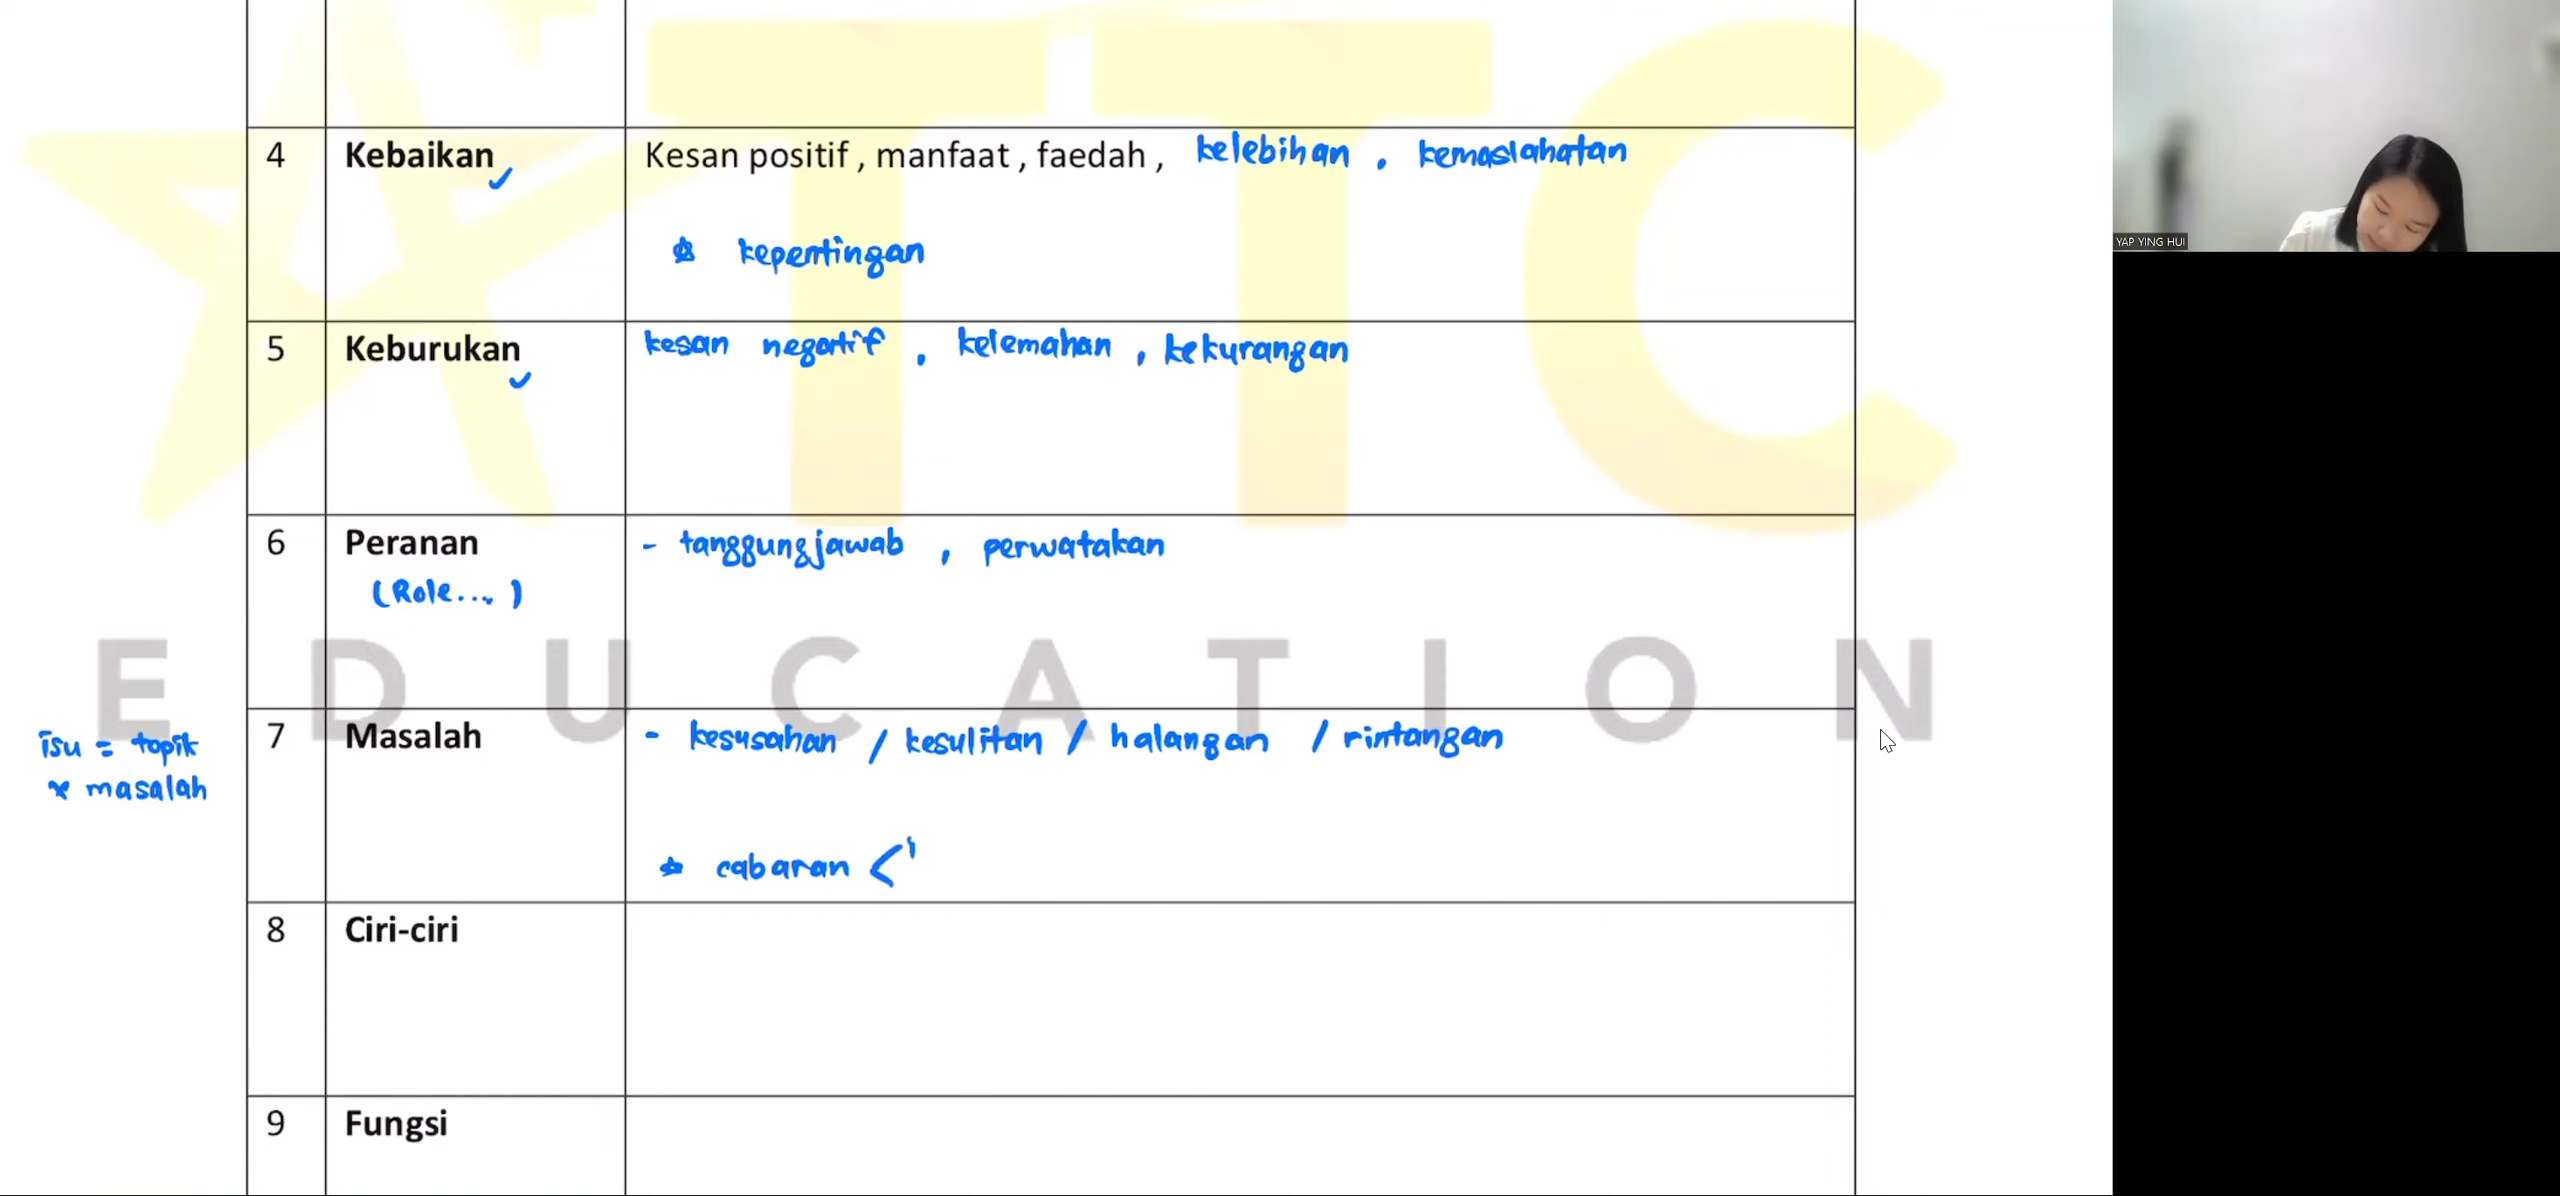 TTC
EDUCATION
4 Kebaikan Kesan positif , manfaat , faedah , kelebihan , kemaslahatan
* kepentingan
5 Keburukan kesan negatif , kelemahan , kekurangan
6 Peranan - tanggungjawab , perwatakan
(Role...)
7 Masalah - kesusahan / kesulitan / halangan / rintangan
isu = topik
x masalah
* cabaran <
8 Ciri-ciri
9 Fungsi
YAP YING HUI